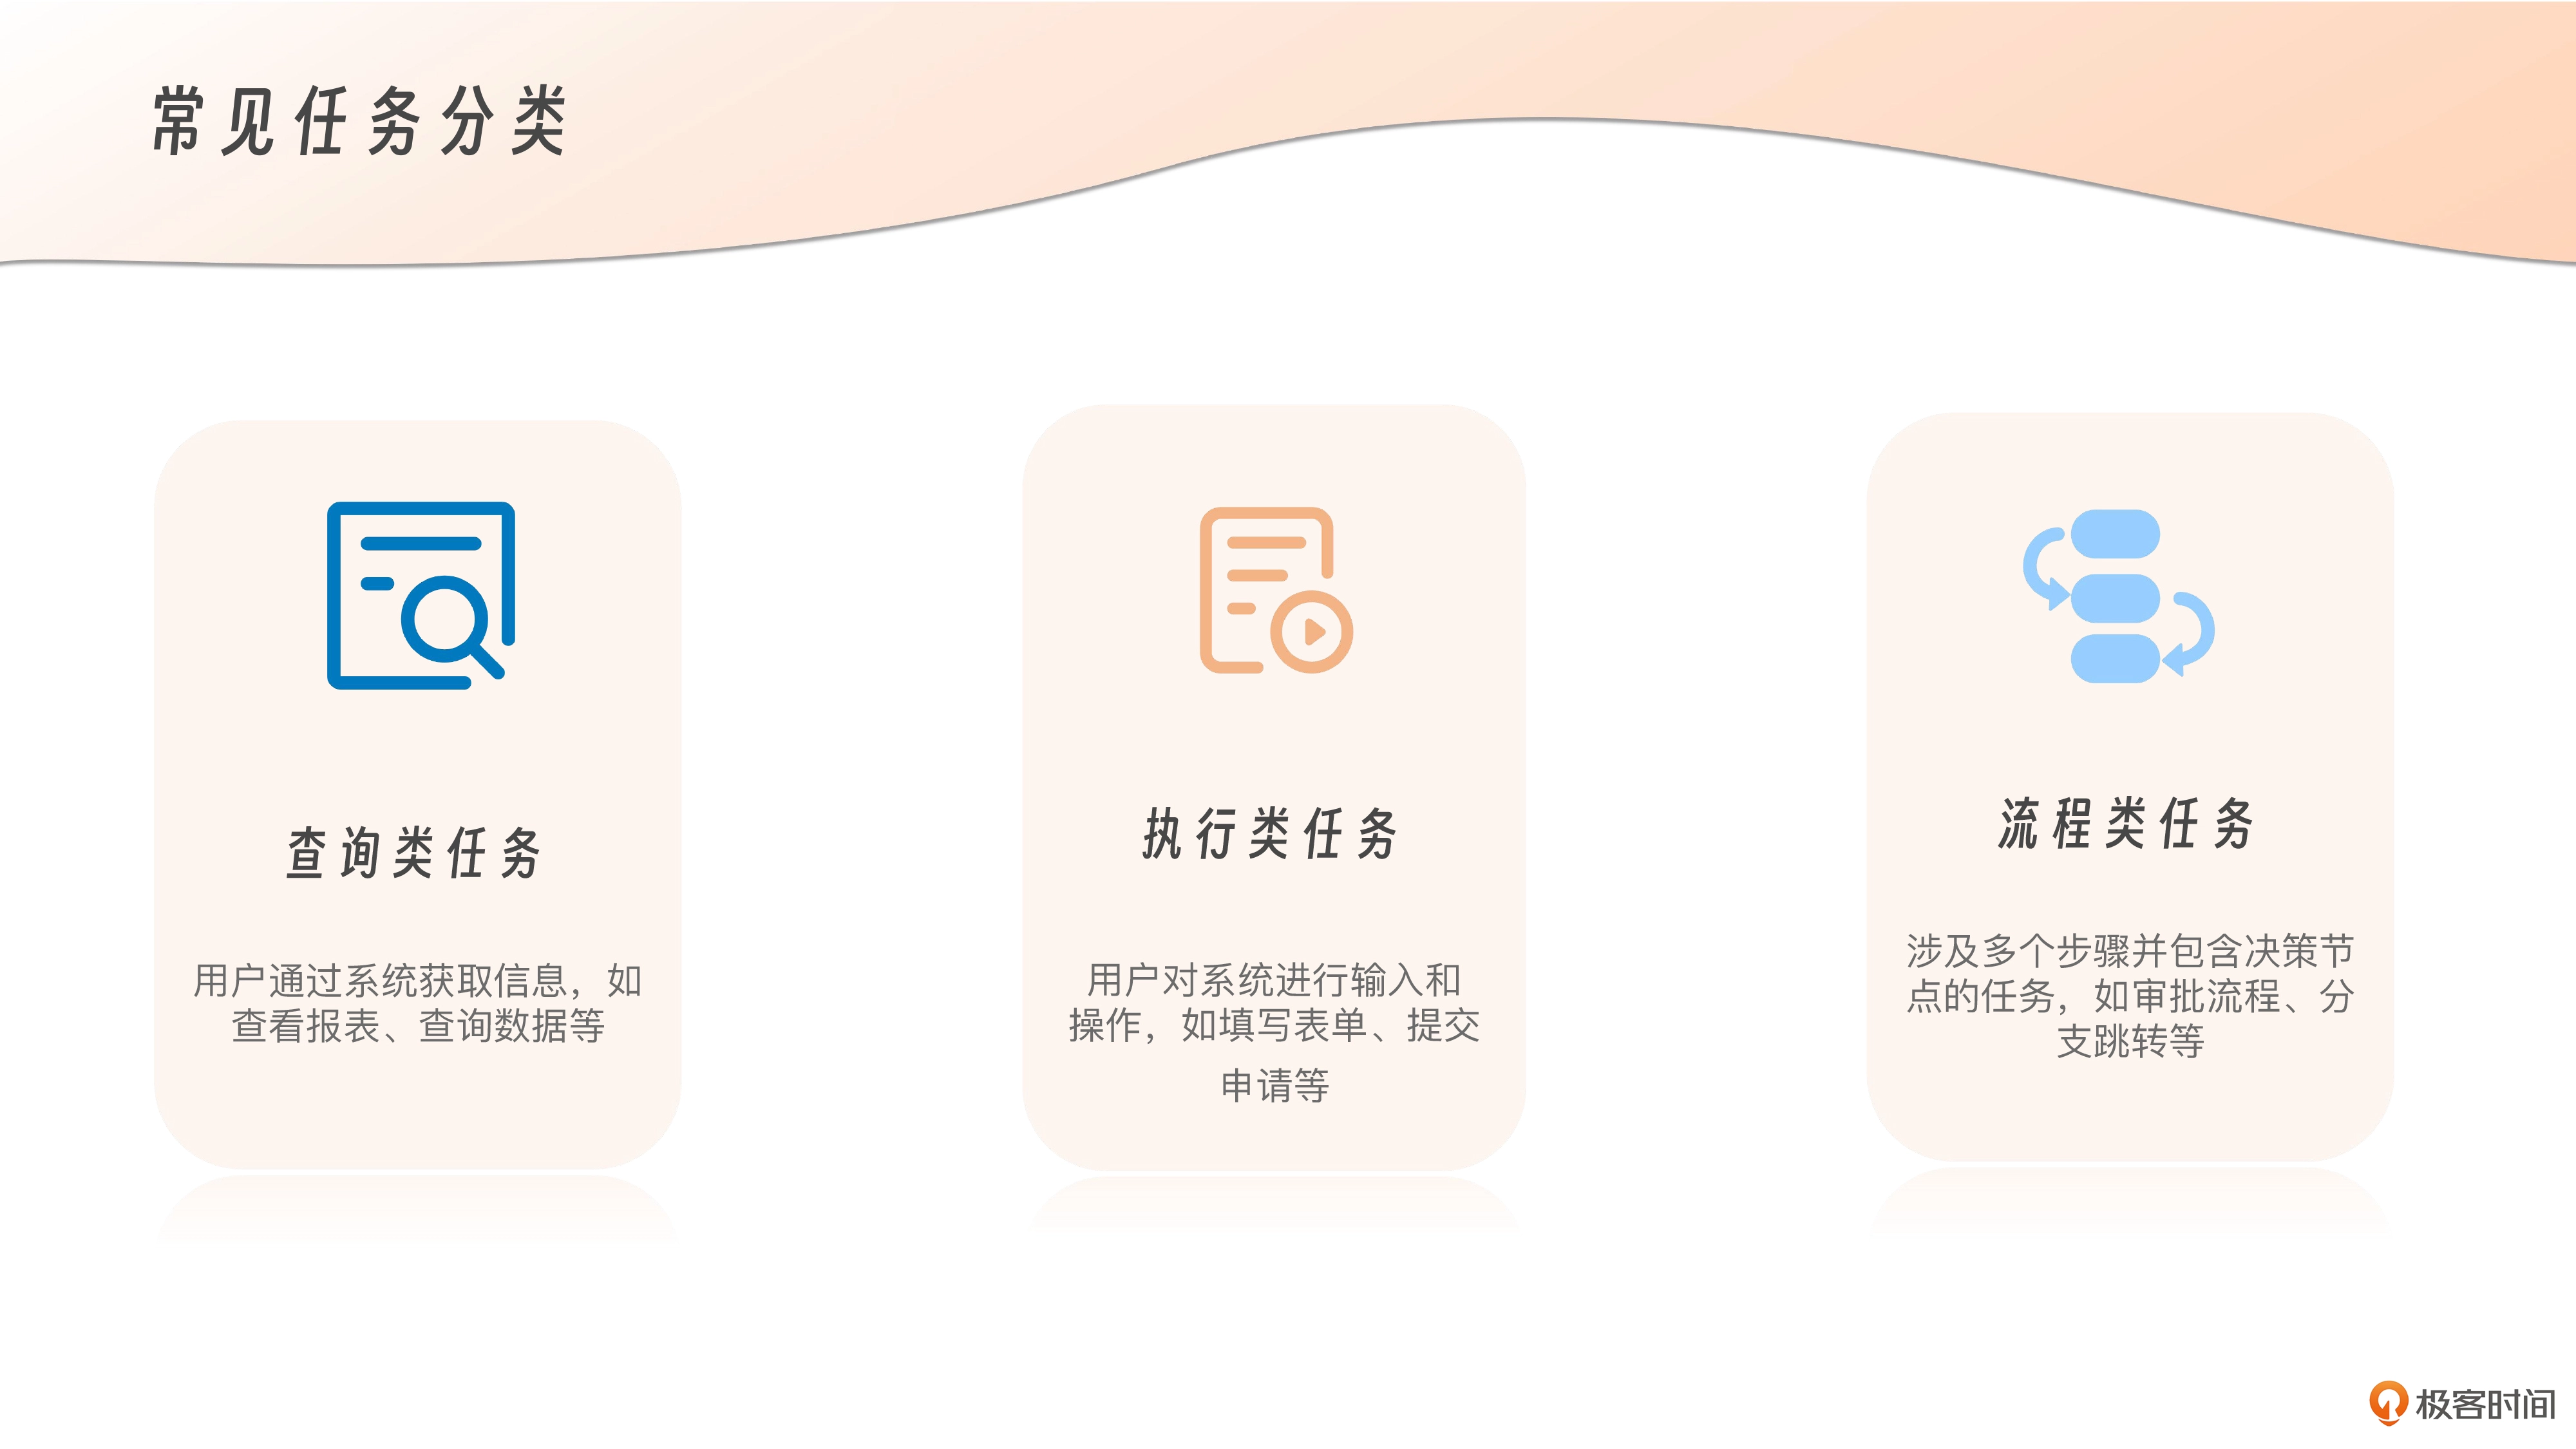 常见任务分类
查询类任务
用户通过系统获取信息，如
查看报表、查询数据等
执行类任务
用户对系统进行输入和
操作，如填写表单、提交
申请等
流程类任务
涉及多个步骤并包含决策节
点的任务，如审批流程、分
支跳转等
极客时间